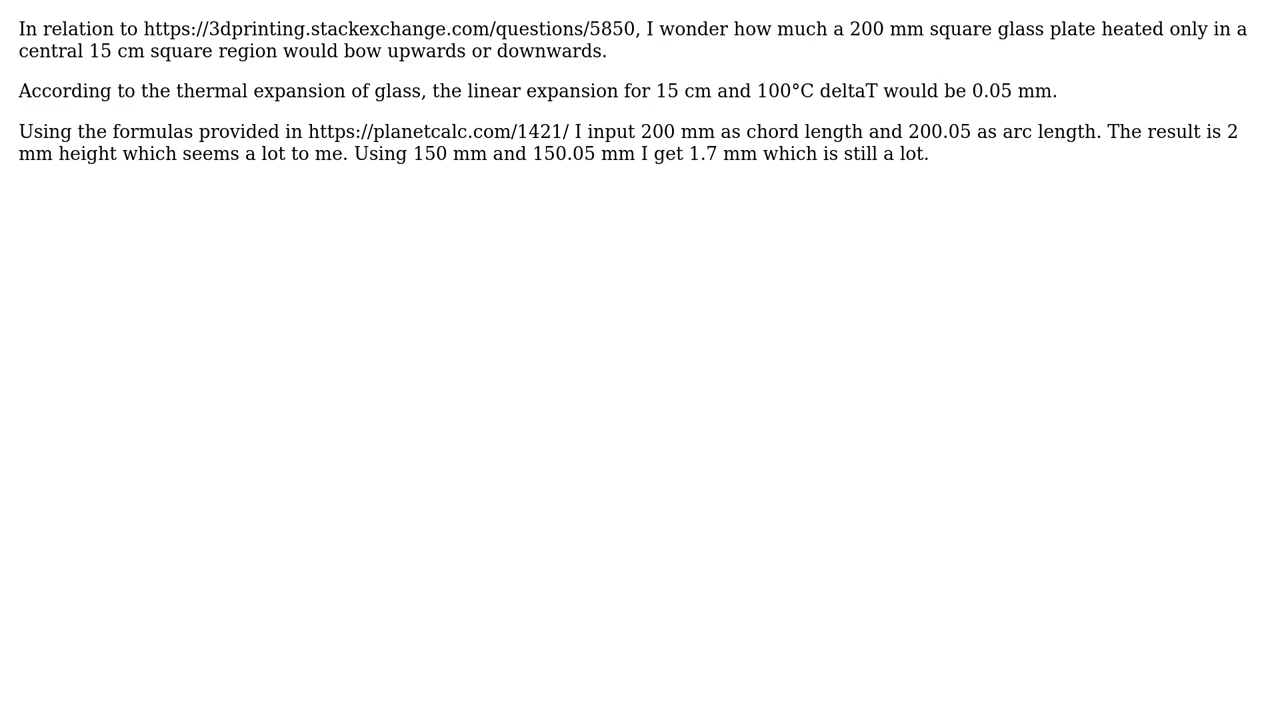 In relation to https://3dprinting.stackexchange.com/questions/5850, I wonder how much a 200 mm square glass plate heated only in a
central 15 cm square region would bow upwards or downwards.
According to the thermal expansion of glass, the linear expansion for 15 cm and 100°C deltaT would be 0.05 mm.
Using the formulas provided in https://planetcalc.com/1421/ I input 200 mm as chord length and 200.05 as arc length. The result is 2
mm height which seems a lot to me. Using 150 mm and 150.05 mm I get 1.7 mm which is still a lot.